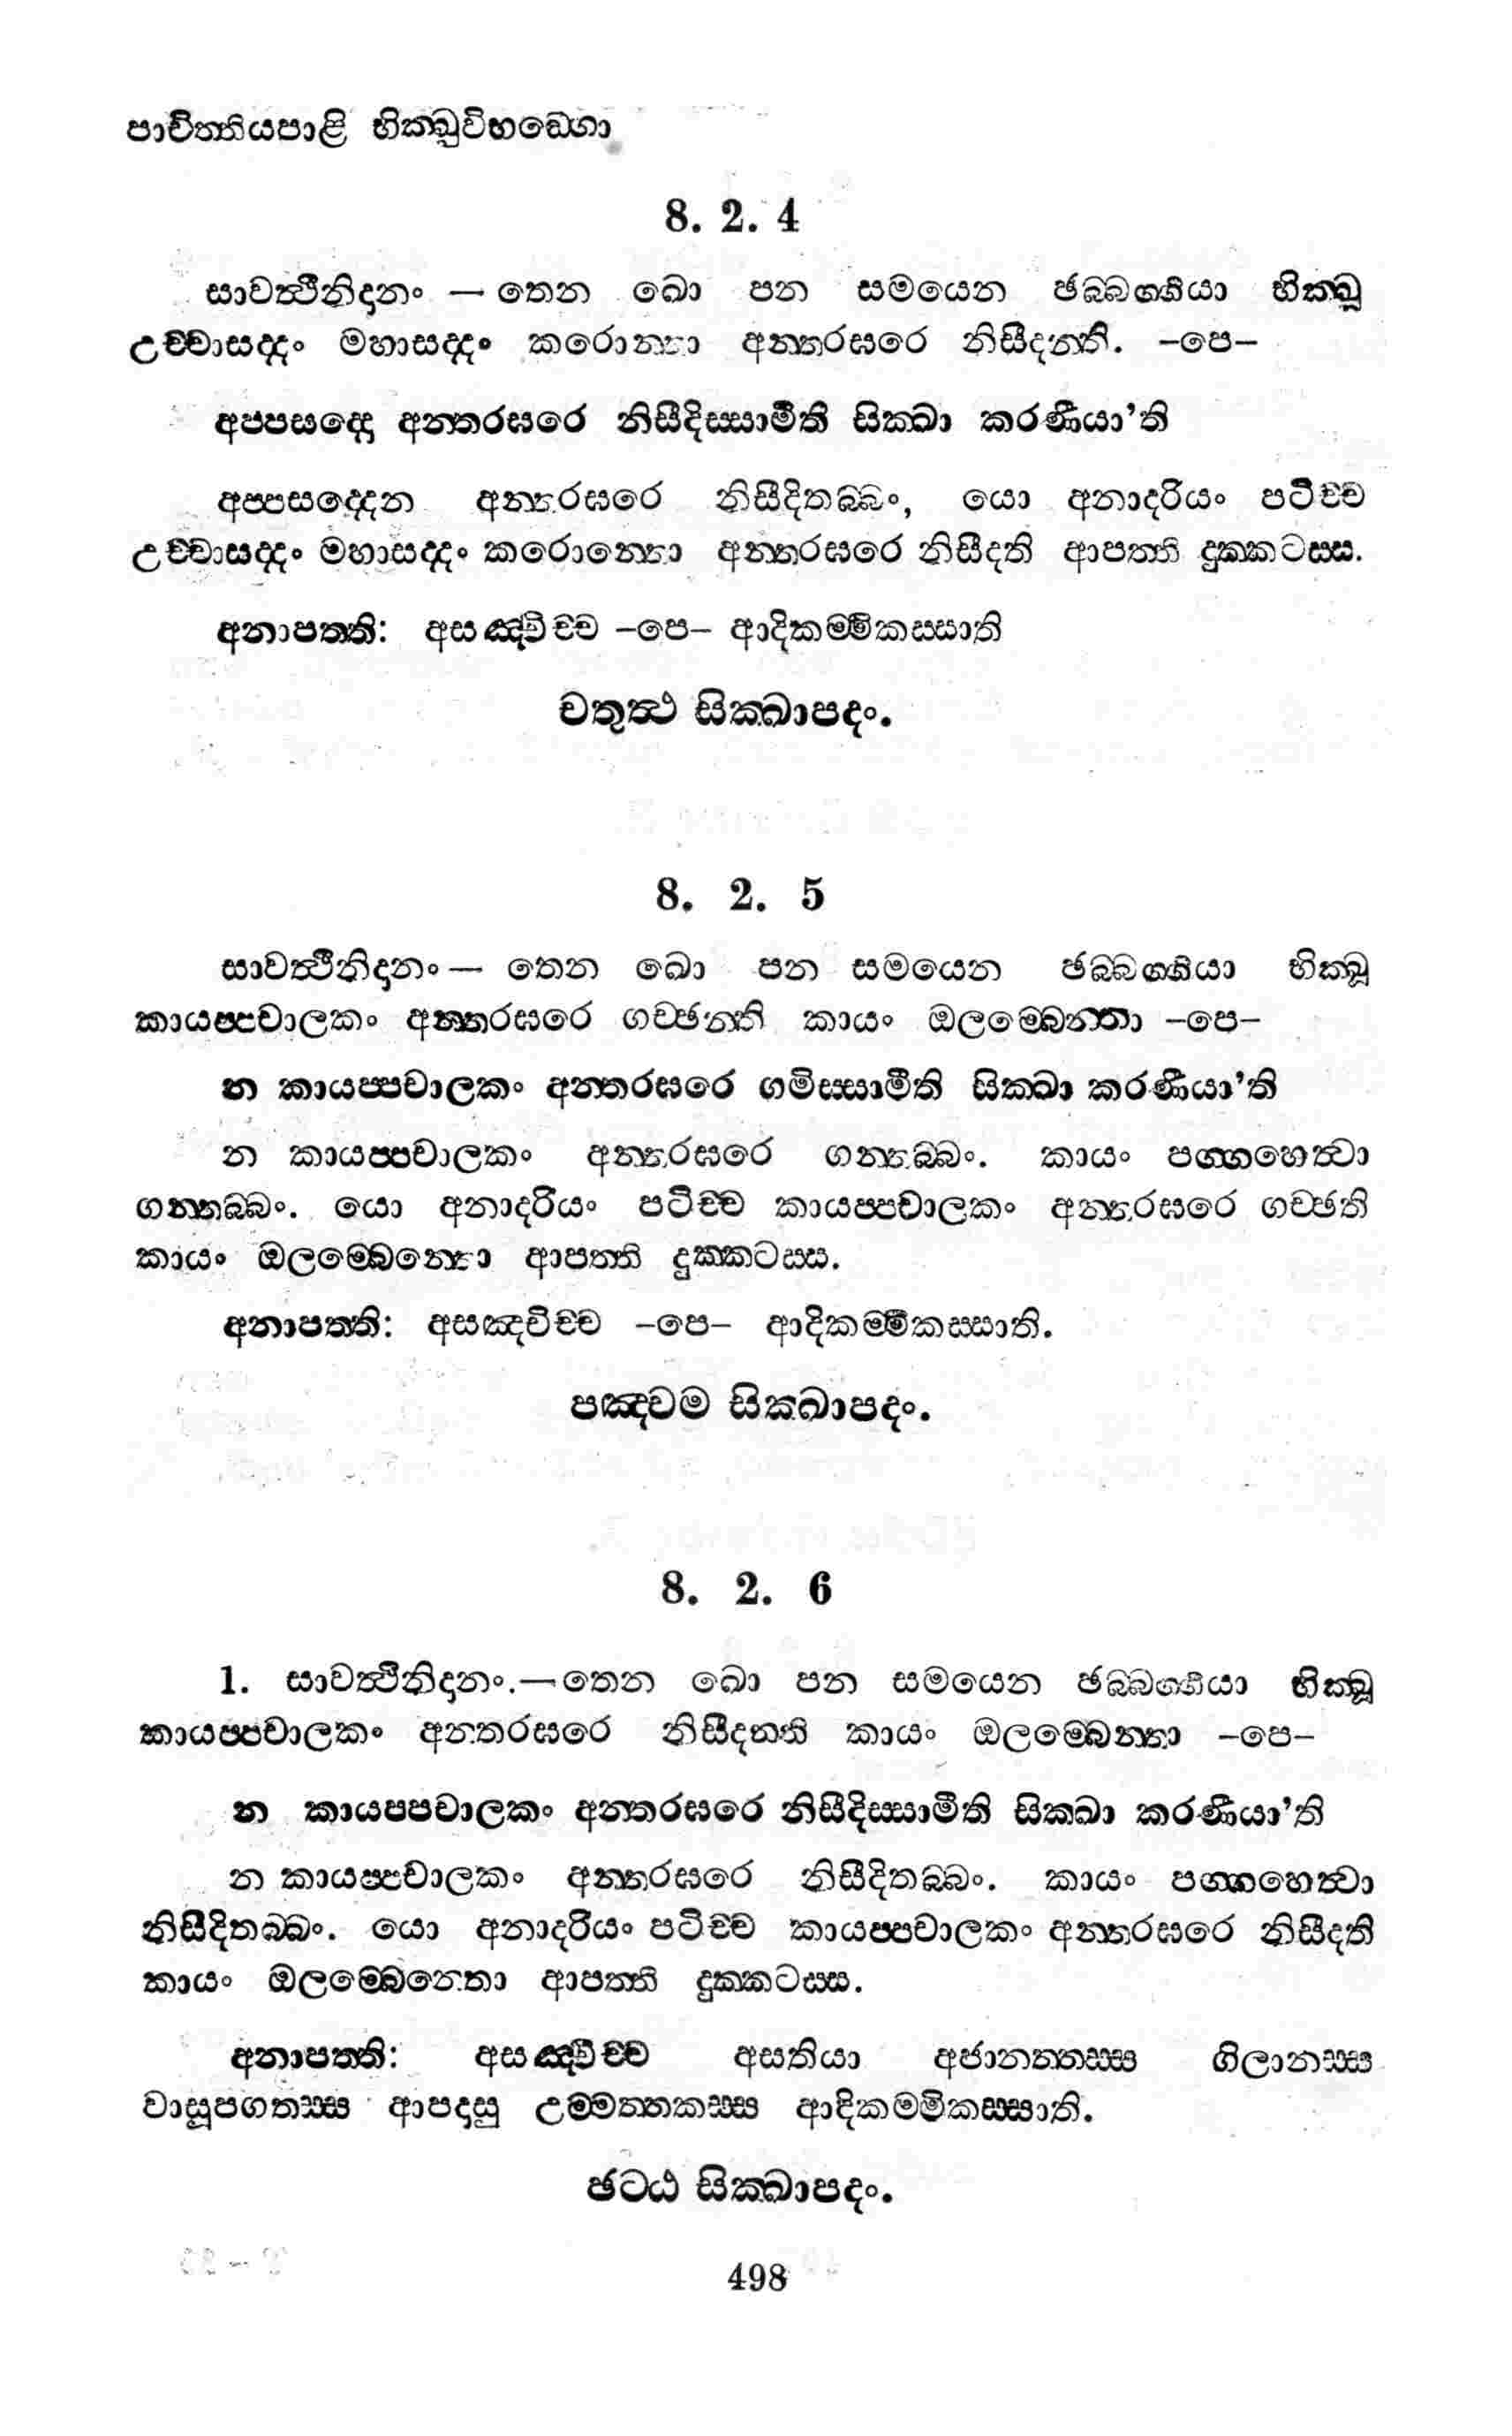 පාචිත්තියපාළි භික්ඛුවිභඞ්ගො
8. 2. 4
සාවත්ථිනිදානං — තෙන ඛො පන සමයෙන ඡබ්බග්ගියා භික්ඛූ
උච්චාසද්දං මහාසද්දං කරොන්තා අන්තරඝරෙ නිසීදන්ති. –පෙ–
අප්පසද්දො අන්තරඝරෙ නිසීදිස්සාමීති සික්ඛා කරණීයා’ති
අප්පසද්දෙන අන්තරඝරෙ නිසීදිතබ්බං, යො අනාදරියං පටිච්ච
උච්චාසද්දං මහාසද්දං කරොන්තො අන්තරඝරෙ නිසීදති ආපත්ති දුක්කටස්ස.
අනාපත්ති: අසඤ්චිච්ච –පෙ– ආදිකම්මිකස්සාති
චතුත්ථ සික්ඛාපදං.
8. 2. 5
සාවත්ථිනිදානං — තෙන ඛො පන සමයෙන ඡබ්බග්ගියා භික්ඛූ
කායප්පචාලකං අන්තරඝරෙ ගච්ඡන්ති කායං ඔලම්බෙන්තා –පෙ–
න කායප්පචාලකං අන්තරඝරෙ ගමිස්සාමීති සික්ඛා කරණීයා’ති
න කායප්පචාලකං අන්තරඝරෙ ගන්තබ්බං. කායං පග්ගහෙත්වා
ගන්තබ්බං. යො අනාදරියං පටිච්ච කායප්පචාලකං අන්තරඝරෙ ගච්ඡති
කායං ඔලම්බෙන්තො ආපත්ති දුක්කටස්ස.
අනාපත්ති: අසඤ්චිච්ච –පෙ– ආදිකම්මිකස්සාති.
පඤ්චම සික්ඛාපදං.
8. 2. 6
1. සාවත්ථිනිදානං.—තෙන ඛො පන සමයෙන ඡබ්බග්ගියා භික්ඛූ
කායප්පචාලකං අන්තරඝරෙ නිසීදන්ති කායං ඔලම්බෙන්තා –පෙ–
න කායප්පචාලකං අන්තරඝරෙ නිසීදිස්සාමීති සික්ඛා කරණීයා’ති
න කායප්පචාලකං අන්තරඝරෙ නිසීදිතබ්බං. කායං පග්ගහෙත්වා
නිසීදිතබ්බං. යො අනාදරියං පටිච්ච කායප්පචාලකං අන්තරඝරෙ නිසීදති
කායං ඔලම්බෙන්තො ආපත්ති දුක්කටස්ස.
අනාපත්ති: අසඤ්චිච්ච අසතියා අජානන්තස්ස ගිලානස්ස
වාසූපගතස්ස ආපදාසු උම්මත්තකස්ස ආදිකම්මිකස්සාති.
ඡට්ඨ සික්ඛාපදං.
498